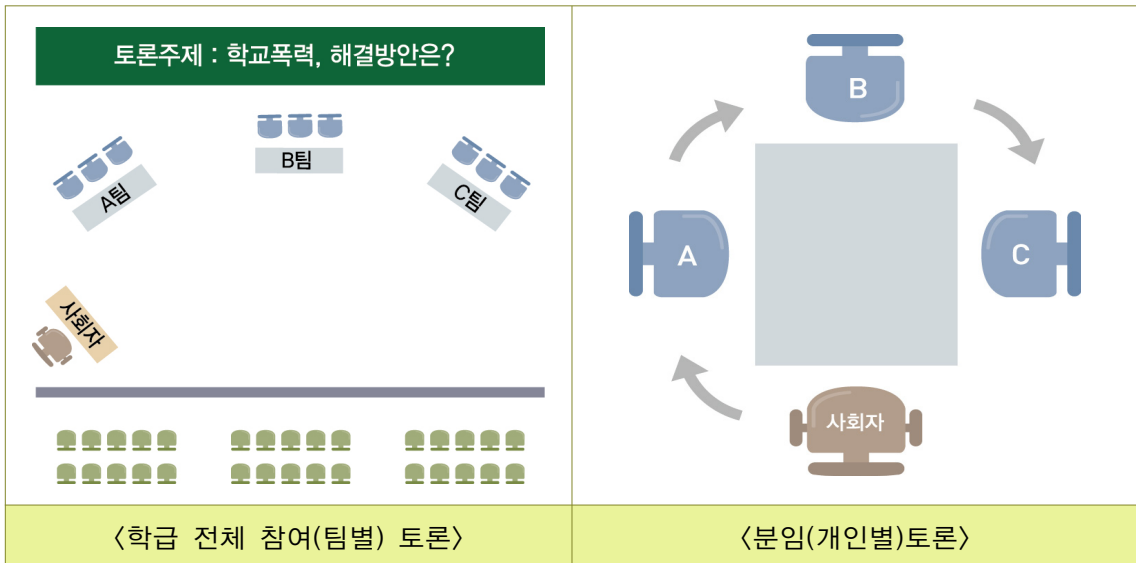 토론주제 : 학교폭력, 해결방안은?
A팀
B팀
C팀
사회자
〈학급 전체 참여(팀별) 토론〉
B
A
C
사회자
〈분임(개인별)토론〉